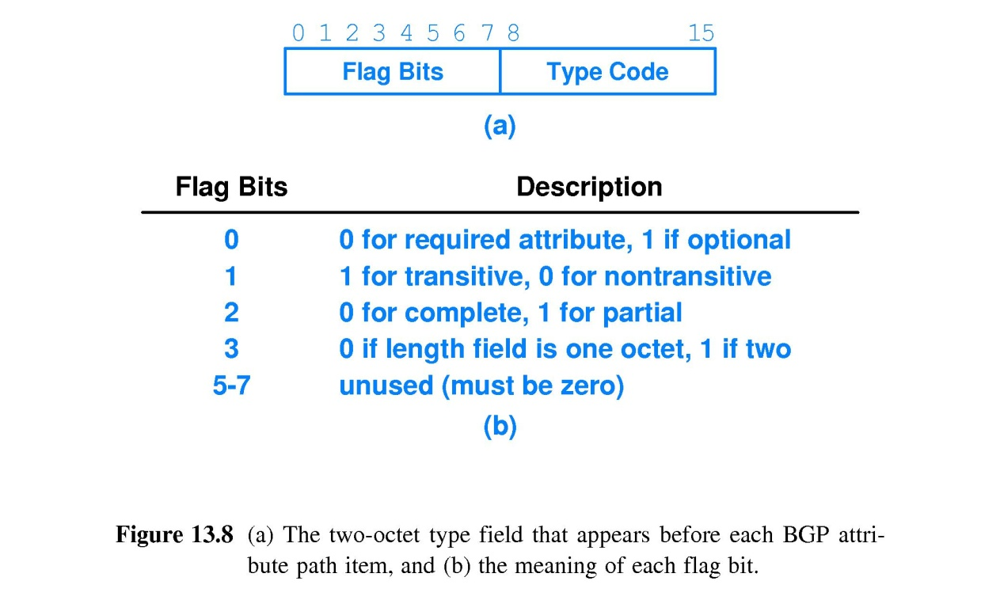 0 1 2 3 4 5 6 7 8 15
Flag Bits Type Code
(a)
Flag Bits Description
0 0 for required attribute, 1 if optional
1 1 for transitive, 0 for nontransitive
2 0 for complete, 1 for partial
3 0 if length field is one octet, 1 if two
5-7 unused (must be zero)
(b)
Figure 13.8 (a) The two-octet type field that appears before each BGP attri-
bute path item, and (b) the meaning of each flag bit.